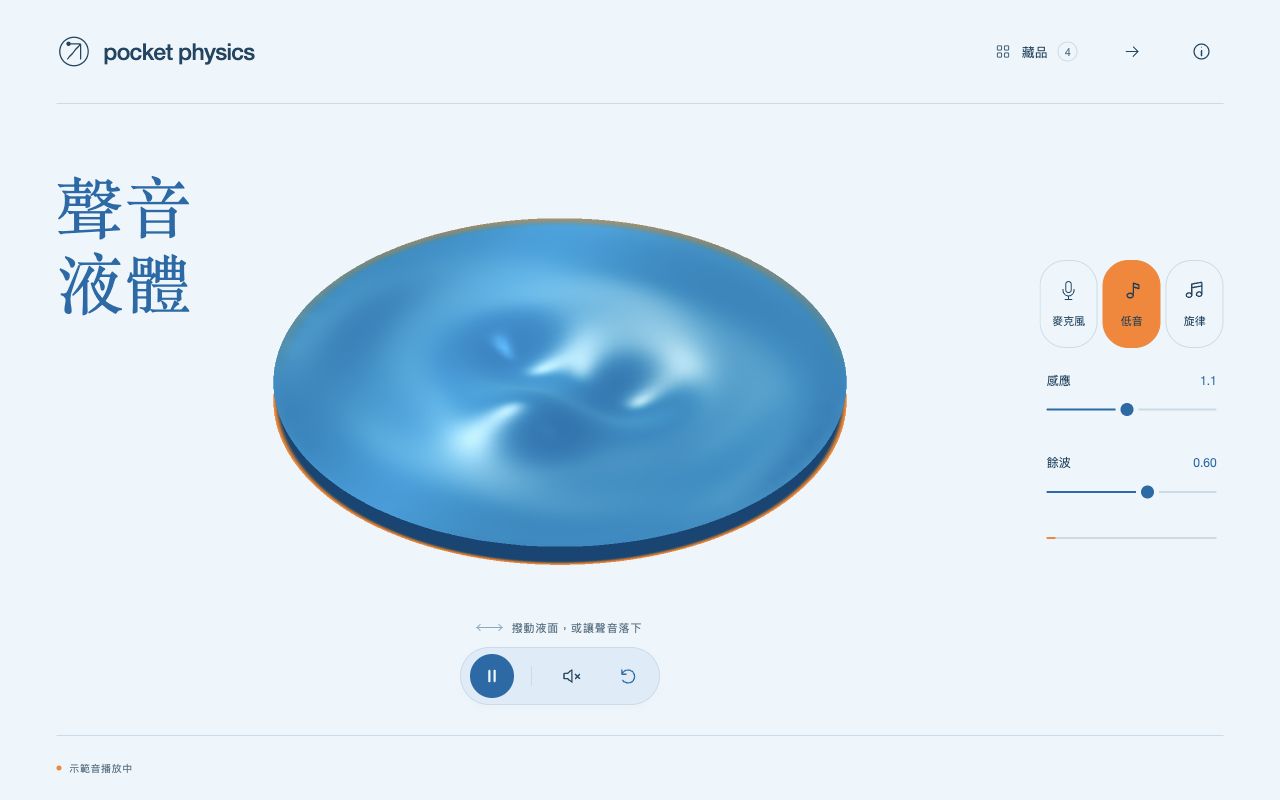 pocket physics
藏品 4
聲音
液體
麥克風
低音
旋律
感應 1.1
餘波 0.60
撥動液面，或讓聲音落下
示範音播放中